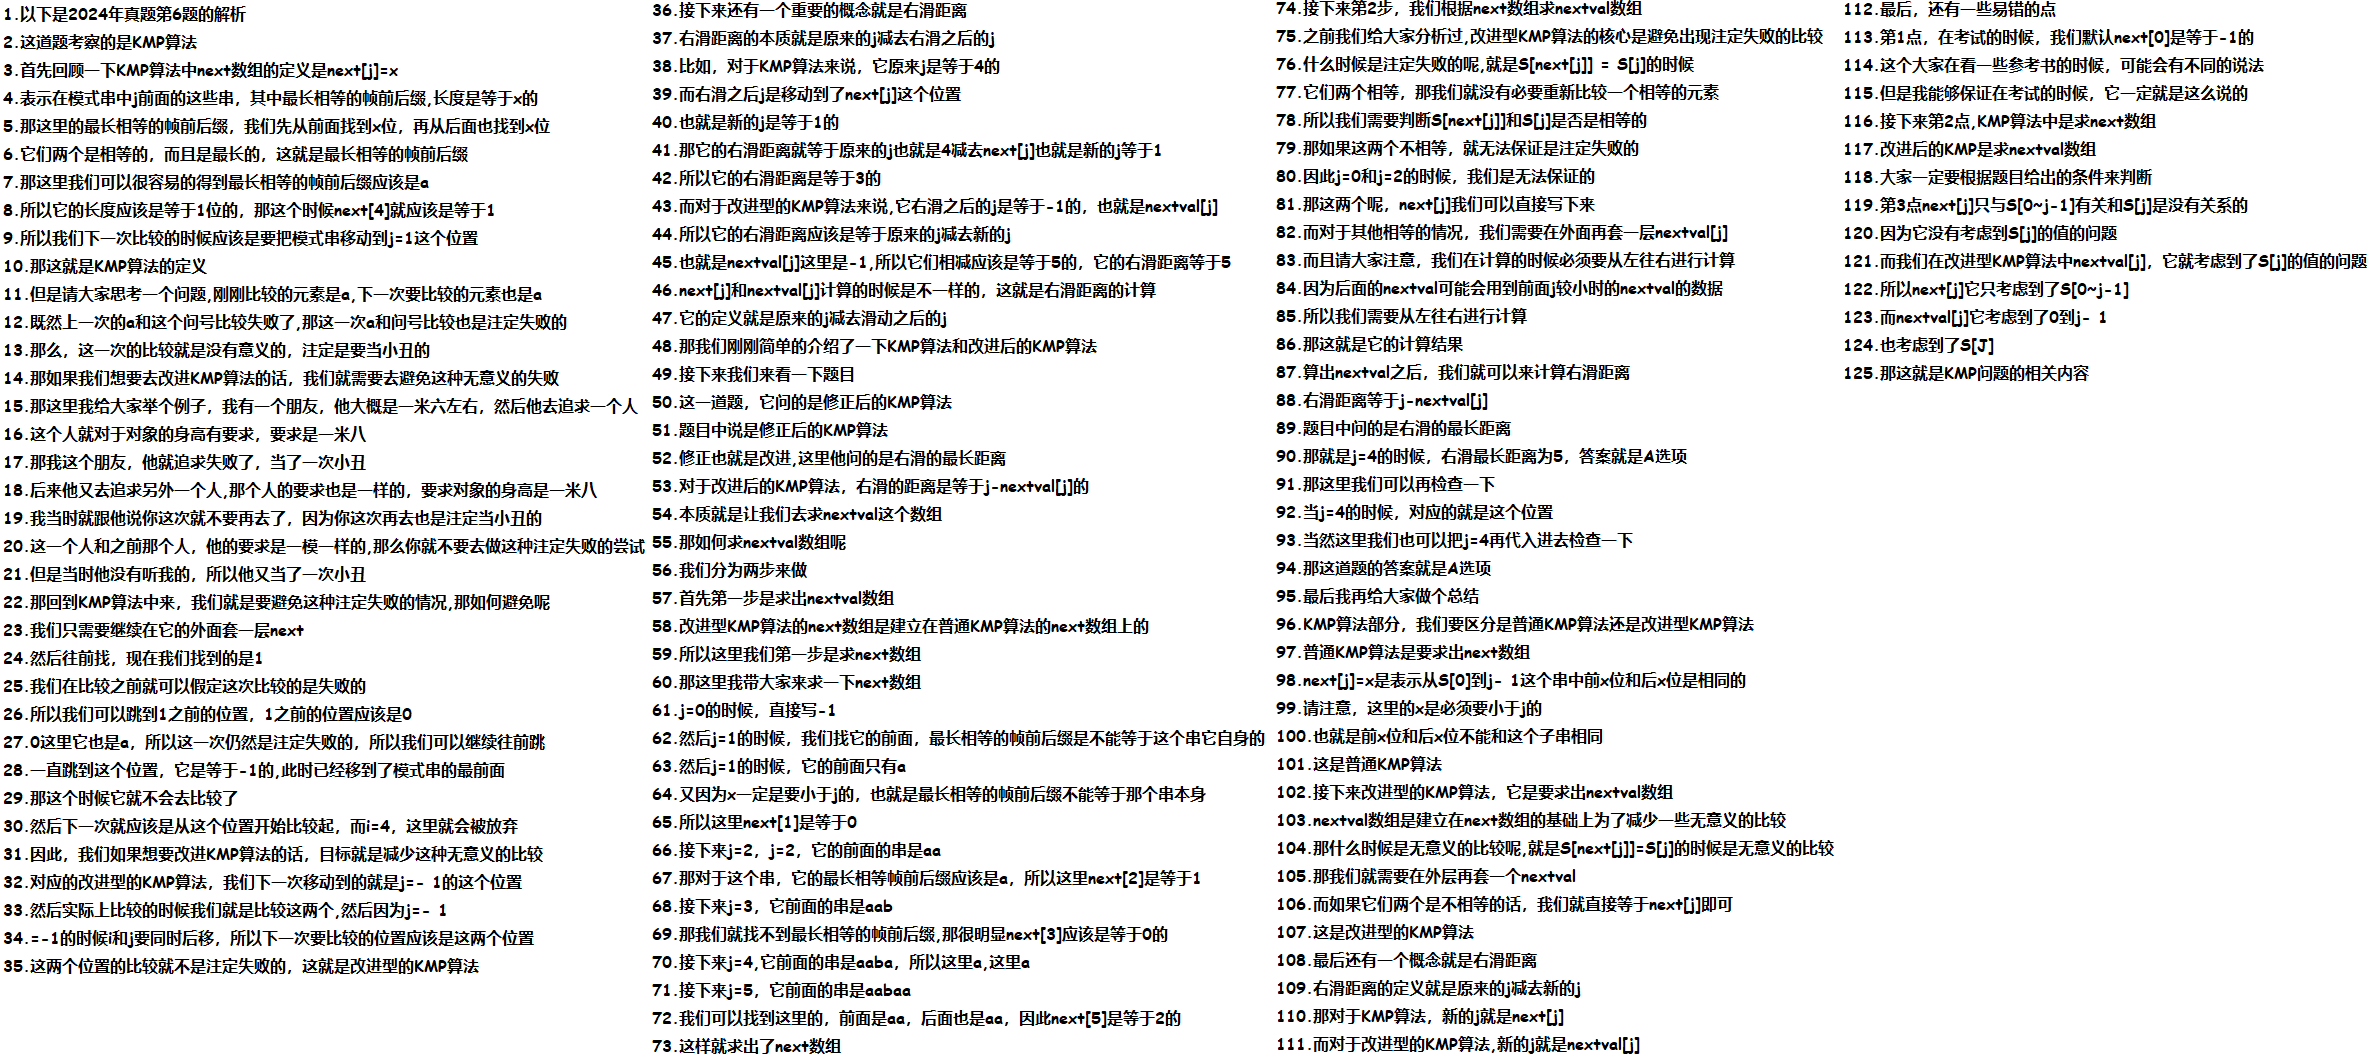 1.以下是2024年真题第6题的解析
2.这道题考察的是KMP算法
3.首先回顾一下KMP算法中next数组的定义是next[j]=x
4.表示在模式串中j前面的这些串，其中最长相等的帧前后缀,长度是等于x的
5.那这里的最长相等的帧前后缀，我们先从前面找到x位，再从后面也找到x位
6.它们两个是相等的，而且是最长的，这就是最长相等的帧前后缀
7.那这里我们可以很容易的得到最长相等的帧前后缀应该是a
8.所以它的长度应该是等于1位的，那这个时候next[4]就应该是等于1
9.所以我们下一次比较的时候应该是要把模式串移动到j=1这个位置
10.那这就是KMP算法的定义
11.但是请大家思考一个问题,刚刚比较的元素是a,下一次要比较的元素也是a
12.既然上一次的a和这个问号比较失败了,那这一次a和问号比较也是注定失败的
13.那么，这一次的比较就是没有意义的，注定是要当小丑的
14.那如果我们想要去改进KMP算法的话，我们就需要去避免这种无意义的失败
15.那这里我给大家举个例子，我有一个朋友，他大概是一米六左右，然后他去追求一个人
16.这个人就对于对象的身高有要求，要求是一米八
17.那我这个朋友，他就追求失败了，当了一次小丑
18.后来他又去追求另外一个人,那个人的要求也是一样的，要求对象的身高是一米八
19.我当时就跟他说你这次就不要再去了，因为你这次再去也是注定当小丑的
20.这一个人和之前那个人，他的要求是一模一样的,那么你就不要去做这种注定失败的尝试
21.但是当时他没有听我的，所以他又当了一次小丑
22.那回到KMP算法中来，我们就是要避免这种注定失败的情况,那如何避免呢
23.我们只需要继续在它的外面套一层next
24.然后往前找，现在我们找到的是1
25.我们在比较之前就可以假定这次比较的是失败的
26.所以我们可以跳到1之前的位置，1之前的位置应该是0
27.0这里它也是a，所以这一次仍然是注定失败的，所以我们可以继续往前跳
28.一直跳到这个位置，它是等于-1的,此时已经移到了模式串的最前面
29.那这个时候它就不会去比较了
30.然后下一次就应该是从这个位置开始比较起，而i=4，这里就会被放弃
31.因此，我们如果想要改进KMP算法的话，目标就是减少这种无意义的比较
32.对应的改进型的KMP算法，我们下一次移动到的就是j=- 1的这个位置
33.然后实际上比较的时候我们就是比较这两个,然后因为j=- 1
34.=-1的时候i和j要同时后移，所以下一次要比较的位置应该是这两个位置
35.这两个位置的比较就不是注定失败的，这就是改进型的KMP算法
36.接下来还有一个重要的概念就是右滑距离
37.右滑距离的本质就是原来的j减去右滑之后的j
38.比如，对于KMP算法来说，它原来j是等于4的
39.而右滑之后j是移动到了next[j]这个位置
40.也就是新的j是等于1的
41.那它的右滑距离就等于原来的j也就是4减去next[j]也就是新的j等于1
42.所以它的右滑距离是等于3的
43.而对于改进型的KMP算法来说,它右滑之后的j是等于-1的，也就是nextval[j]
44.所以它的右滑距离应该是等于原来的j减去新的j
45.也就是nextval[j]这里是-1,所以它们相减应该是等于5的，它的右滑距离等于5
46.next[j]和nextval[j]计算的时候是不一样的，这就是右滑距离的计算
47.它的定义就是原来的j减去滑动之后的j
48.那我们刚刚简单的介绍了一下KMP算法和改进后的KMP算法
49.接下来我们来看一下题目
50.这一道题，它问的是修正后的KMP算法
51.题目中说是修正后的KMP算法
52.修正也就是改进,这里他问的是右滑的最长距离
53.对于改进后的KMP算法，右滑的距离是等于j-nextval[j]的
54.本质就是让我们去求nextval这个数组
55.那如何求nextval数组呢
56.我们分为两步来做
57.首先第一步是求出nextval数组
58.改进型KMP算法的next数组是建立在普通KMP算法的next数组上的
59.所以这里我们第一步是求next数组
60.那这里我带大家来求一下next数组
61.j=0的时候，直接写-1
62.然后j=1的时候，我们找它的前面，最长相等的帧前后缀是不能等于这个串它自身的
63.然后j=1的时候，它的前面只有a
64.又因为x一定是要小于j的，也就是最长相等的帧前后缀不能等于那个串本身
65.所以这里next[1]是等于0
66.接下来j=2，j=2，它的前面的串是aa
67.那对于这个串，它的最长相等帧前后缀应该是a，所以这里next[2]是等于1
68.接下来j=3，它前面的串是aab
69.那我们就找不到最长相等的帧前后缀,那很明显next[3]应该是等于0的
70.接下来j=4,它前面的串是aaba，所以这里a,这里a
71.接下来j=5，它前面的串是aabaa
72.我们可以找到这里的，前面是aa，后面也是aa，因此next[5]是等于2的
73.这样就求出了next数组
74.接下来第2步，我们根据next数组求nextval数组
75.之前我们给大家分析过,改进型KMP算法的核心是避免出现注定失败的比较
76.什么时候是注定失败的呢,就是S[next[j]] = S[j]的时候
77.它们两个相等，那我们就没有必要重新比较一个相等的元素
78.所以我们需要判断S[next[j]]和S[j]是否是相等的
79.那如果这两个不相等，就无法保证是注定失败的
80.因此j=0和j=2的时候，我们是无法保证的
81.那这两个呢，next[j]我们可以直接写下来
82.而对于其他相等的情况，我们需要在外面再套一层nextval[j]
83.而且请大家注意，我们在计算的时候必须要从左往右进行计算
84.因为后面的nextval可能会用到前面j较小时的nextval的数据
85.所以我们需要从左往右进行计算
86.那这就是它的计算结果
87.算出nextval之后，我们就可以来计算右滑距离
88.右滑距离等于j-nextval[j]
89.题目中问的是右滑的最长距离
90.那就是j=4的时候，右滑最长距离为5，答案就是A选项
91.那这里我们可以再检查一下
92.当j=4的时候，对应的就是这个位置
93.当然这里我们也可以把j=4再代入进去检查一下
94.那这道题的答案就是A选项
95.最后我再给大家做个总结
96.KMP算法部分，我们要区分是普通KMP算法还是改进型KMP算法
97.普通KMP算法是要求出next数组
98.next[j]=x是表示从S[0]到j- 1这个串中前x位和后x位是相同的
99.请注意，这里的x是必须要小于j的
100.也就是前x位和后x位不能和这个子串相同
101.这是普通KMP算法
102.接下来改进型的KMP算法，它是要求出nextval数组
103.nextval数组是建立在next数组的基础上为了减少一些无意义的比较
104.那什么时候是无意义的比较呢,就是S[next[j]]=S[j]的时候是无意义的比较
105.那我们就需要在外层再套一个nextval
106.而如果它们两个是不相等的话，我们就直接等于next[j]即可
107.这是改进型的KMP算法
108.最后还有一个概念就是右滑距离
109.右滑距离的定义就是原来的j减去新的j
110.那对于KMP算法，新的j就是next[j]
111.而对于改进型的KMP算法,新的j就是nextval[j]
112.最后，还有一些易错的点
113.第1点，在考试的时候，我们默认next[0]是等于-1的
114.这个大家在看一些参考书的时候，可能会有不同的说法
115.但是我能够保证在考试的时候，它一定就是这么说的
116.接下来第2点,KMP算法中是求next数组
117.改进后的KMP是求nextval数组
118.大家一定要根据题目给出的条件来判断
119.第3点next[j]只与S[0~j-1]有关和S[j]是没有关系的
120.因为它没有考虑到S[j]的值的问题
121.而我们在改进型KMP算法中nextval[j]，它就考虑到了S[j]的值的问题
122.所以next[j]它只考虑到了S[0~j-1]
123.而nextval[j]它考虑到了0到j- 1
124.也考虑到了S[J]
125.那这就是KMP问题的相关内容